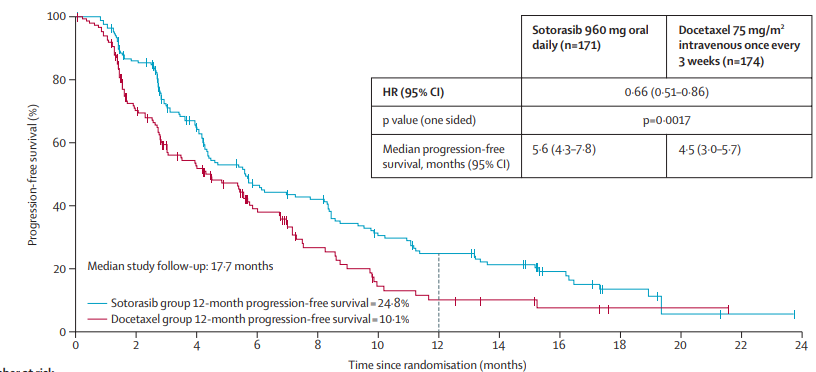 100
80
60
40
20
0
Progression-free survival (%)
Sotorasib 960 mg oral
daily (n=171)
Docetaxel 75 mg/m²
intravenous once every
3 weeks (n=174)
HR (95% CI)
0·66 (0·51–0·86)
p value (one sided)
p=0·0017
Median progression-free
survival, months (95% CI)
5·6 (4·3–7·8)
4·5 (3·0–5·7)
Median study follow-up: 17·7 months
Sotorasib group 12-month progression-free survival=24·8%
Docetaxel group 12-month progression-free survival=10·1%
0 2 4 6 8 10 12 14 16 18 20 22 24
Time since randomisation (months)
at risk